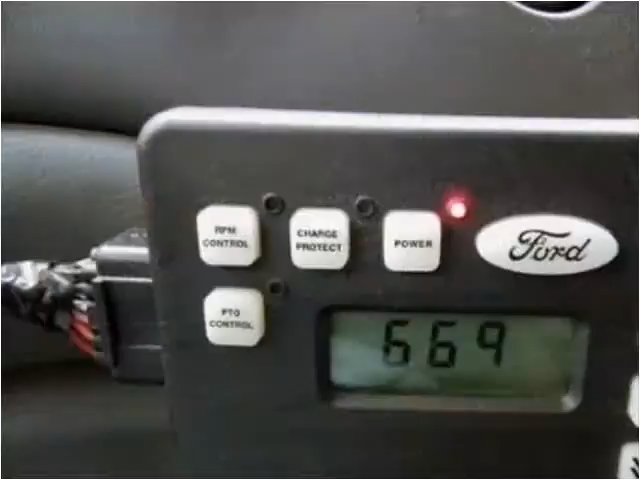 RPM
CONTROL
CHARGE
PROTECT
POWER
Ford
PTO
CONTROL
669